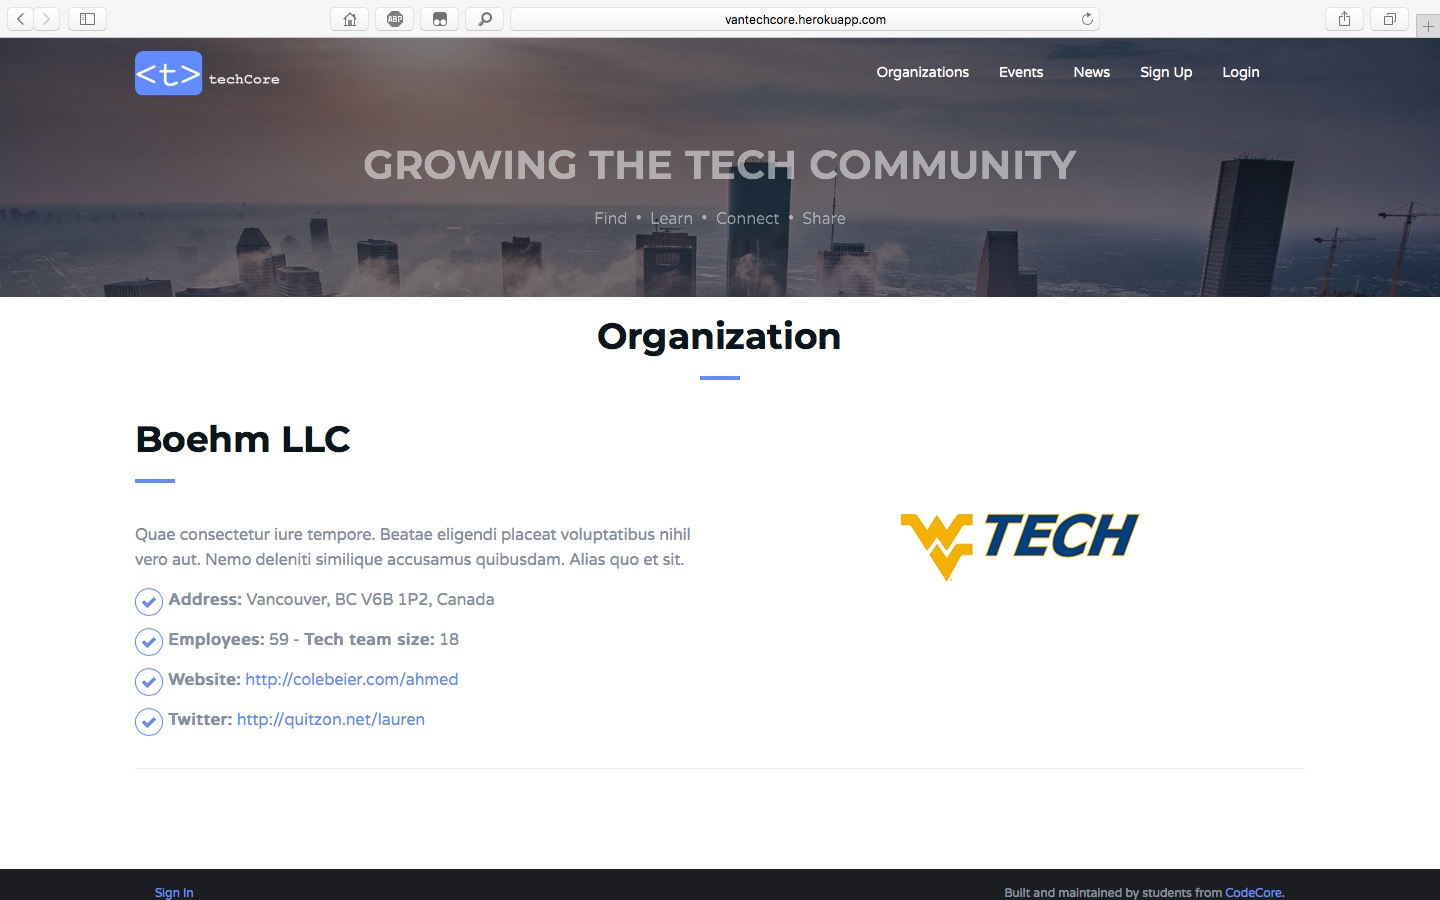 ABP
vantechcore.herokuapp.com
<t> techCore
Organizations Events News Sign Up Login
GROWING THE TECH COMMUNITY
Find • Learn • Connect • Share
Organization
Boehm LLC
Quae consectetur iure tempore. Beatae eligendi placeat voluptatibus nihil
vero aut. Nemo deleniti similique accusamus quibusdam. Alias quo et sit.
WV TECH
Address: Vancouver, BC V6B 1P2, Canada
Employees: 59 - Tech team size: 18
Website: http://colebeier.com/ahmed
Twitter: http://quitzon.net/lauren
Sign In
Built and maintained by students from CodeCore.